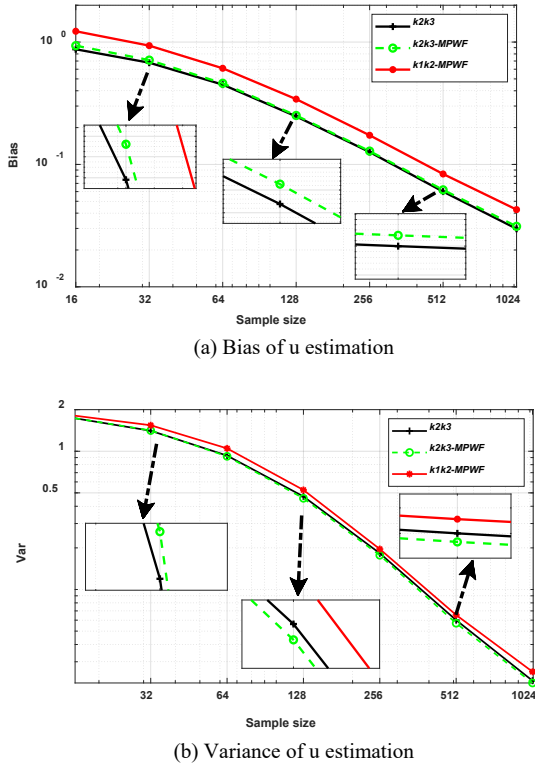 10⁰
10⁻¹
10⁻²
Bias
k2k3
k2k3-MPWF
k1k2-MPWF
16 32 64 128 256 512 1024
Sample size
(a) Bias of u estimation
2
1
0.5
Var
k2k3
k2k3-MPWF
k1k2-MPWF
32 64 128 256 512 1024
Sample size
(b) Variance of u estimation